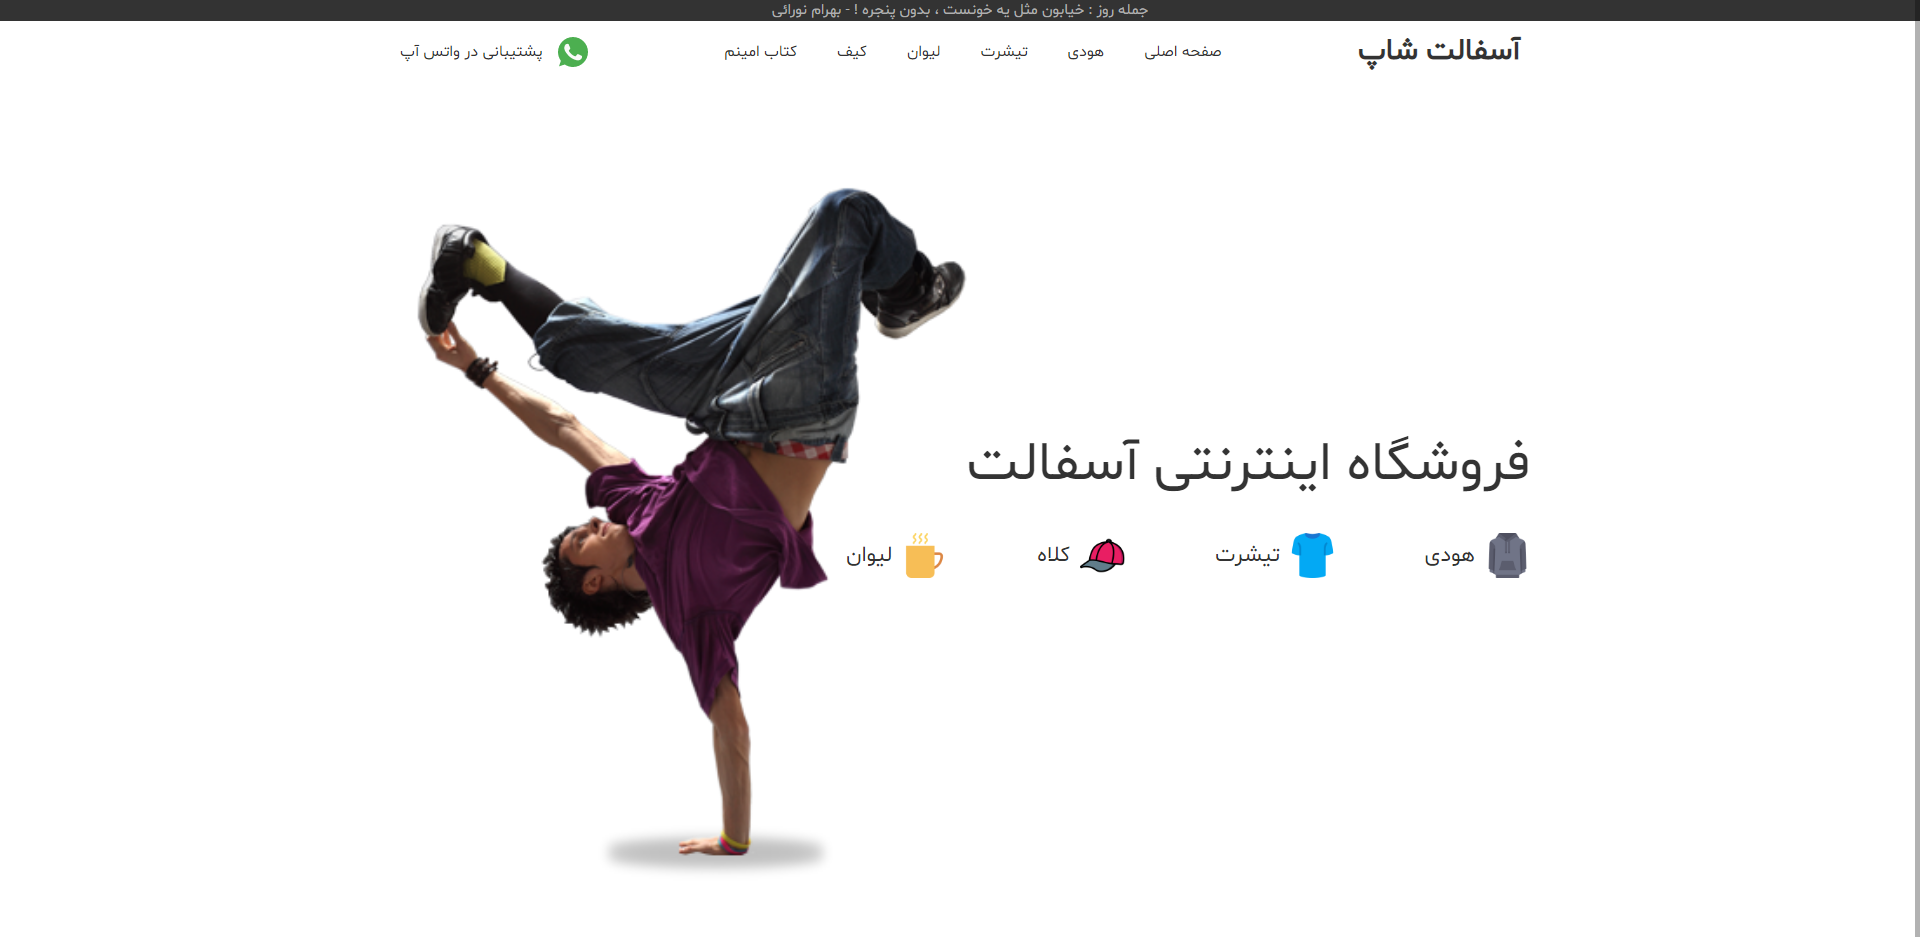 جمله روز : خیابون مثل یه خونست ، بدون پنجره ! - بهرام نورائی
آسفالت شاپ
صفحه اصلی
هودی
تیشرت
لیوان
کیف
کتاب امینم
پشتیبانی در واتس آپ
فروشگاه اینترنتی آسفالت
هودی
تیشرت
کلاه
لیوان